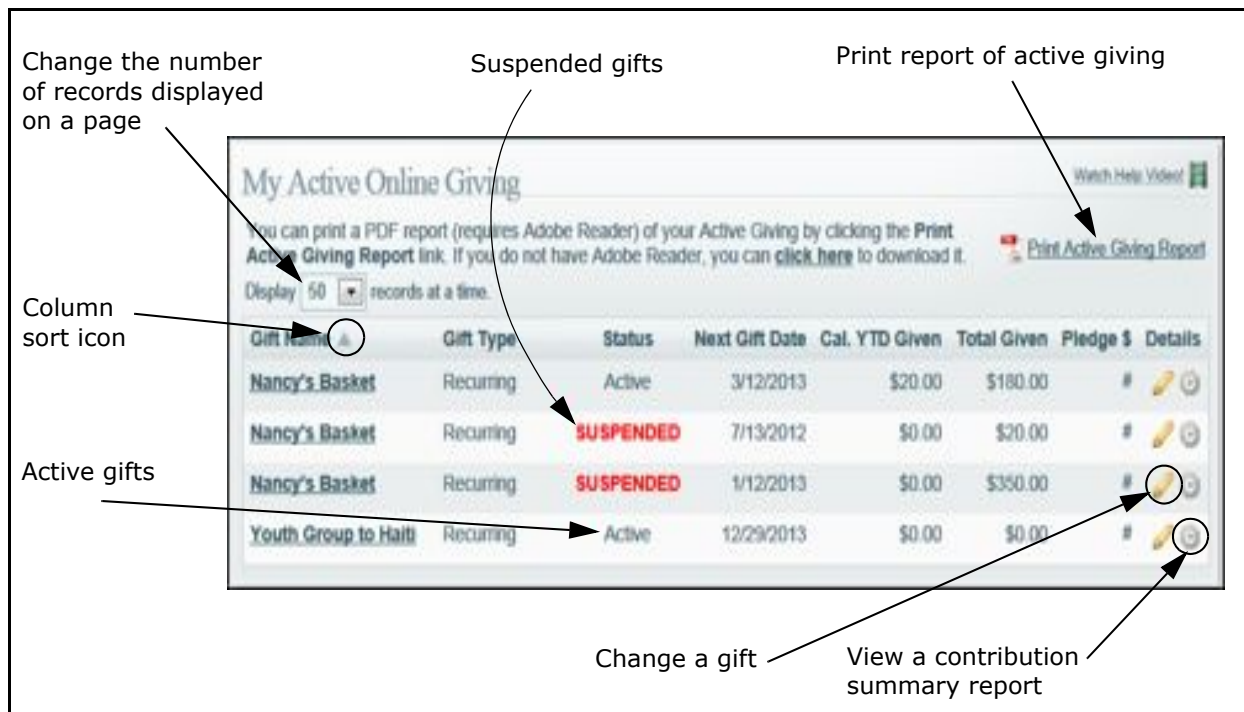 Change the number
of records displayed
on a page
Suspended gifts
Print report of active giving
My Active Online Giving
Watch Help Video!
You can print a PDF report (requires Adobe Reader) of your Active Giving by clicking the Print
Active Giving Report link. If you do not have Adobe Reader, you can click here to download it.
Print Active Giving Report
Display 50 records at a time.
Column
sort icon
Gift Name Gift Type Status Next Gift Date Cal. YTD Given Total Given Pledge $ Details
Nancy's Basket Recurring Active 3/12/2013 $20.00 $180.00 #
Nancy's Basket Recurring SUSPENDED 7/13/2012 $0.00 $20.00 #
Active gifts
Nancy's Basket Recurring SUSPENDED 1/12/2013 $0.00 $350.00 #
Youth Group to Haiti Recurring Active 12/29/2013 $0.00 $0.00 #
Change a gift
View a contribution
summary report